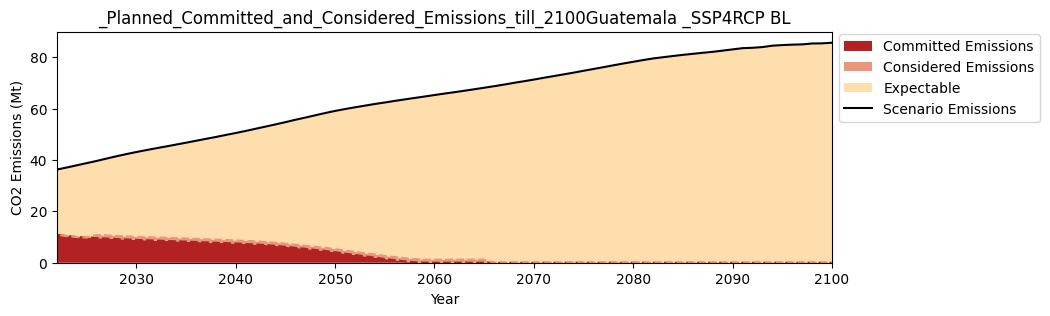 _Planned_Committed_and_Considered_Emissions_till_2100Guatemala _SSP4RCP BL
Committed Emissions
Considered Emissions
Expectable
Scenario Emissions
CO2 Emissions (Mt)
80
60
40
20
0
2030 2040 2050 2060 2070 2080 2090 2100
Year